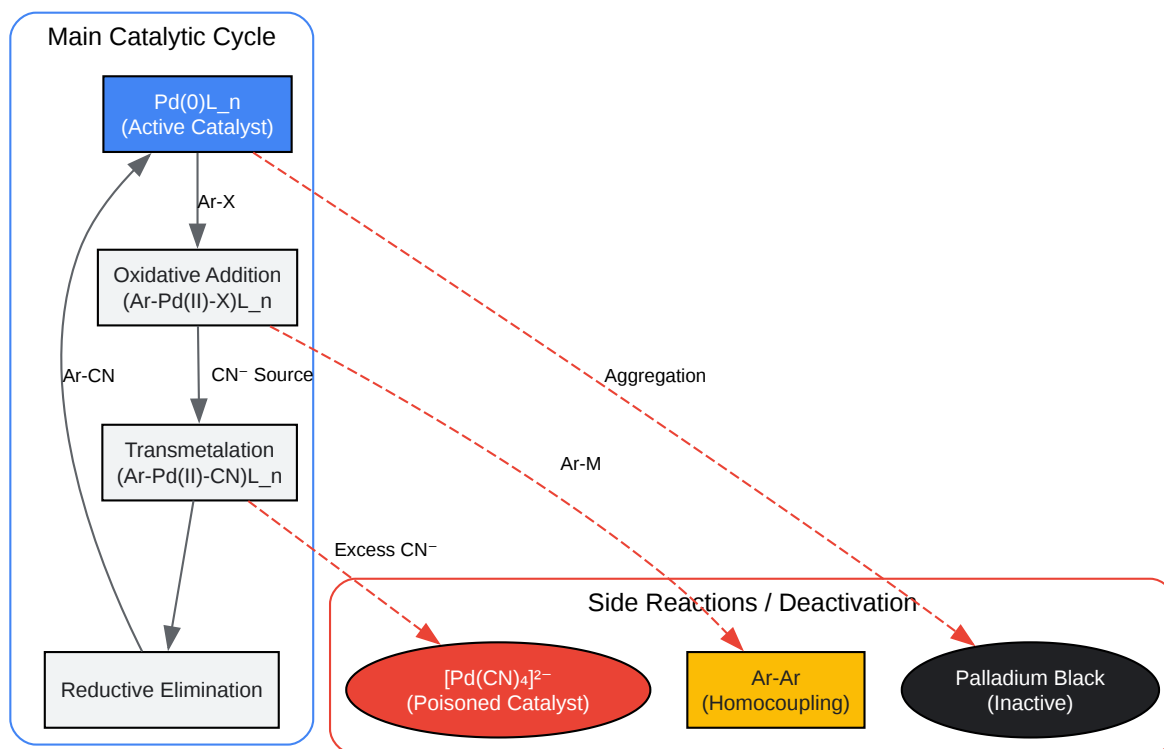 Main Catalytic Cycle
Pd(0)L_n
(Active Catalyst)
Ar-X
Oxidative Addition
(Ar-Pd(II)-X)L_n
Ar-CN
CN⁻ Source
Aggregation
Transmetalation
(Ar-Pd(II)-CN)L_n
Ar-M
Excess CN⁻
Side Reactions / Deactivation
Reductive Elimination
[Pd(CN)₄]²⁻
(Poisoned Catalyst)
Ar-Ar
(Homocoupling)
Palladium Black
(Inactive)